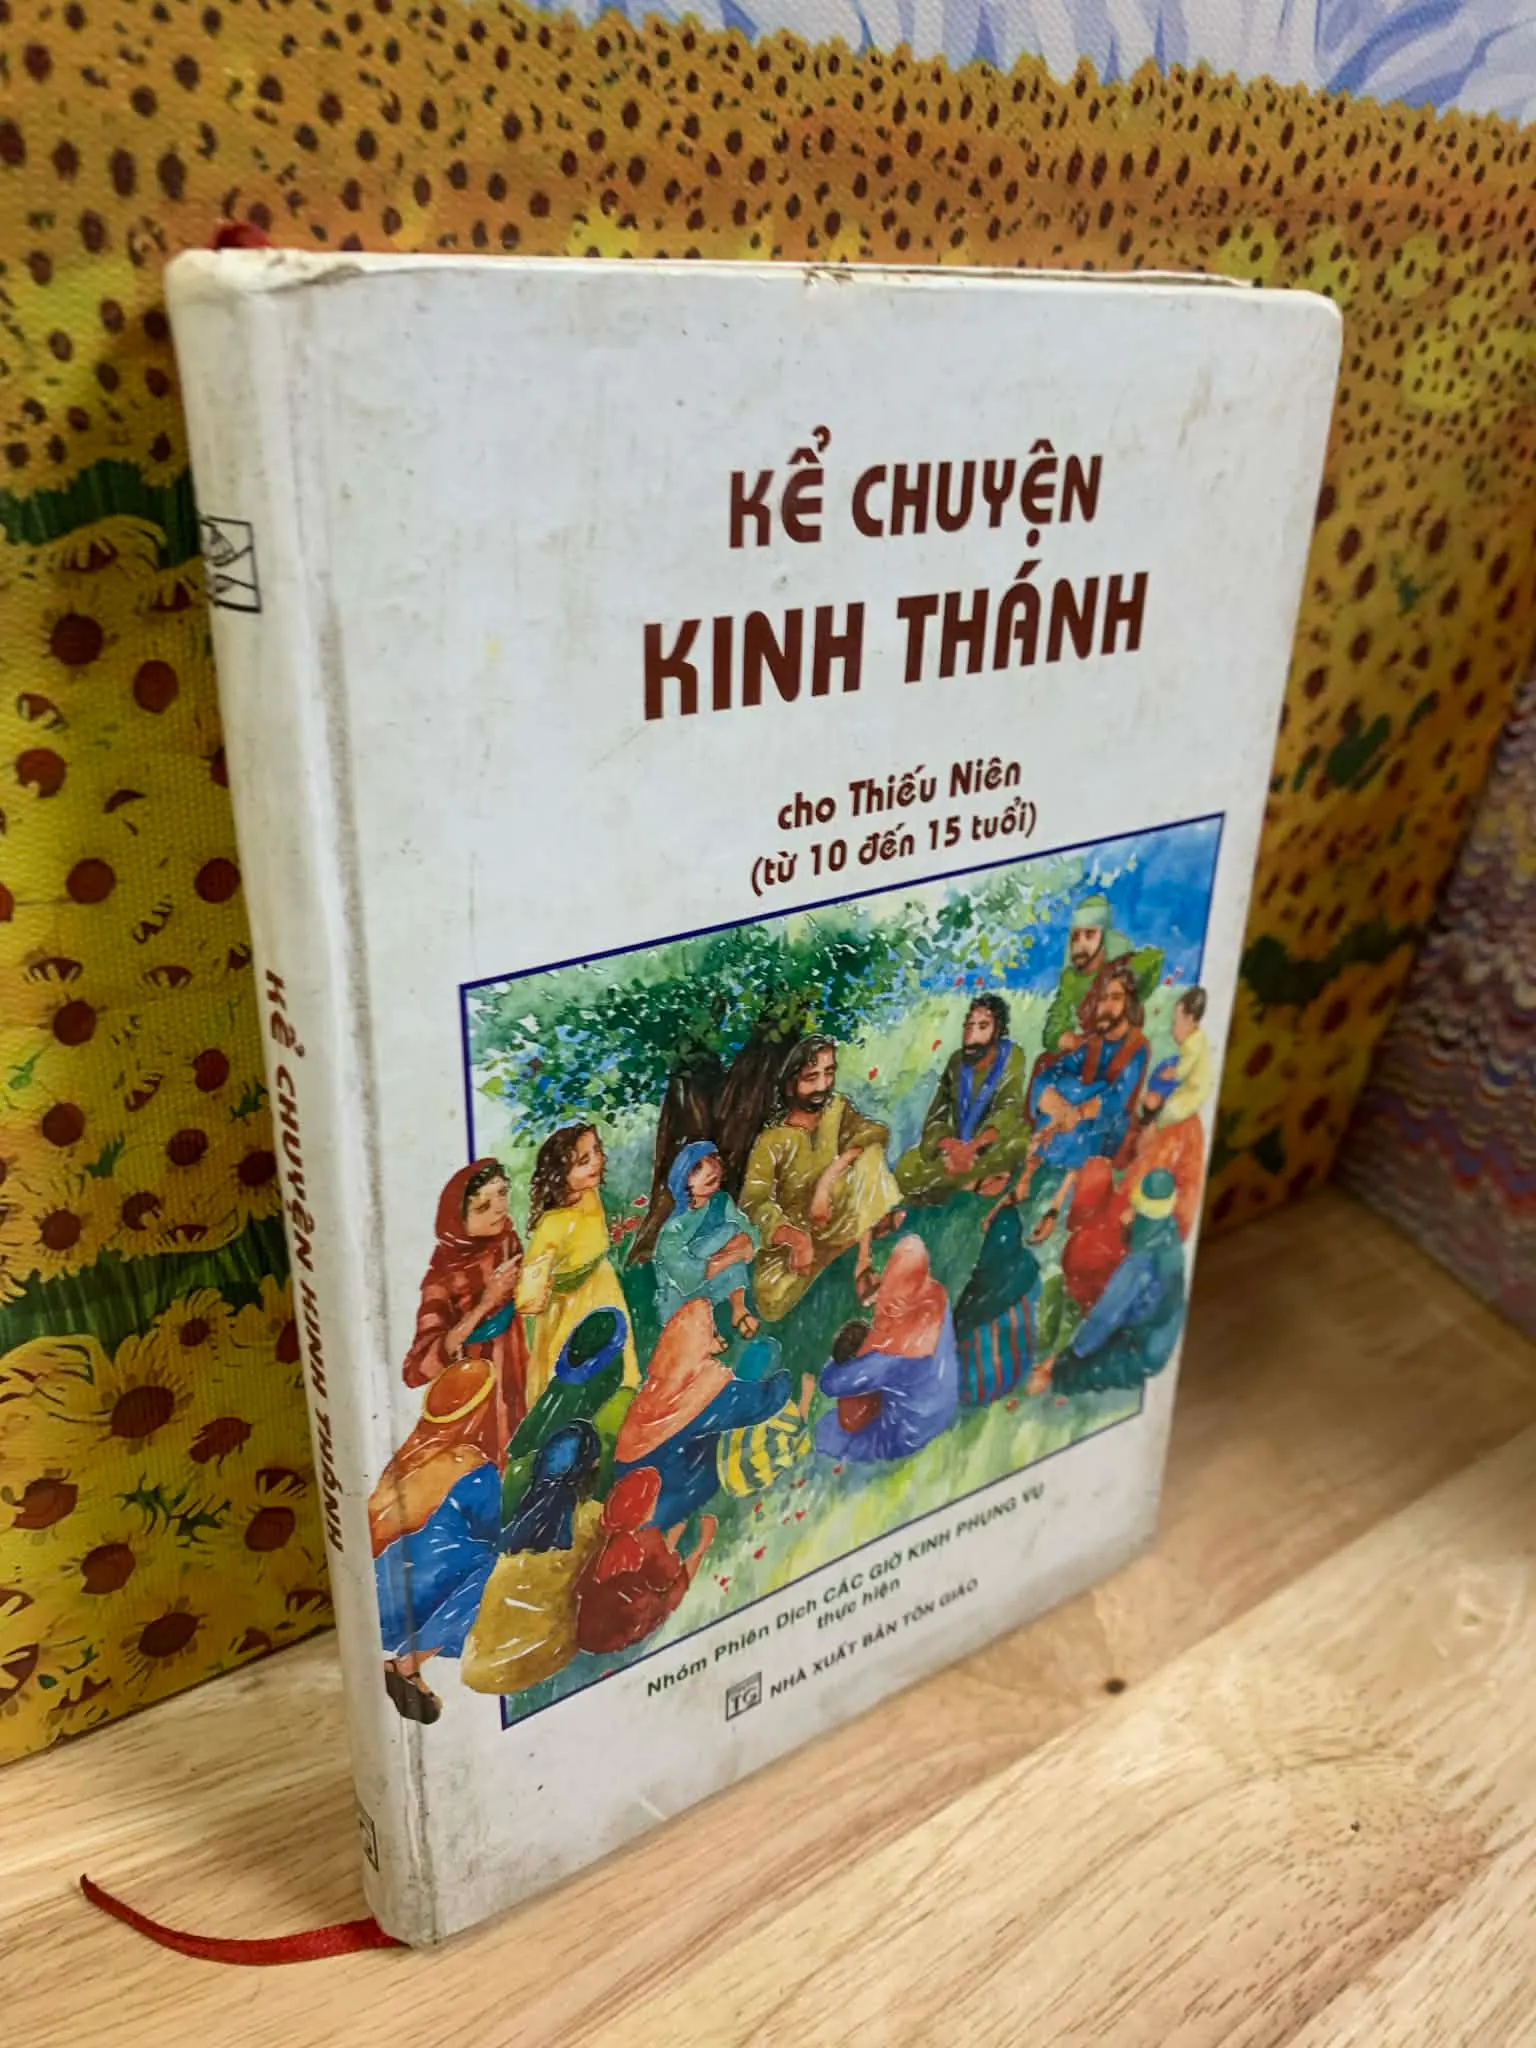 KỂ CHUYỆN
KINH THÁNH
cho Thiếu Niên
(từ 10 đến 15 tuổi)
Nhóm Phiên Dịch CÁC GIỜ KINH PHỤNG VỤ
thực hiện
TG NHÀ XUẤT BẢN TÔN GIÁO
KỂ CHUYỆN KINH THÁNH